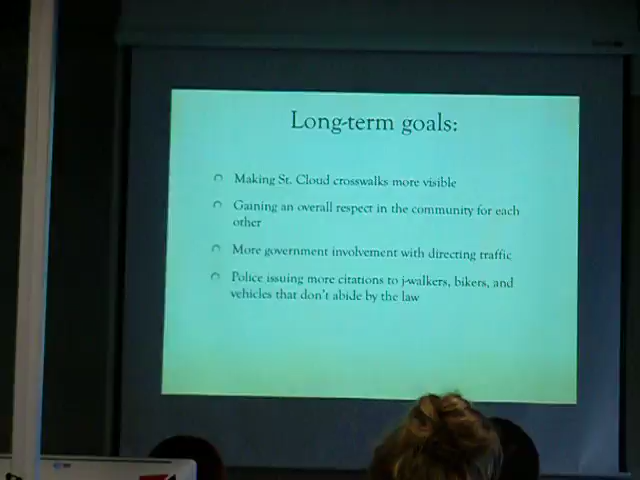 Long-term goals:
Making St. Cloud crosswalks more visible
Gaining an overall respect in the community for each
other
More government involvement with directing traffic
Police issuing more citations to j-walkers, bikers, and
vehicles that don't abide by the law